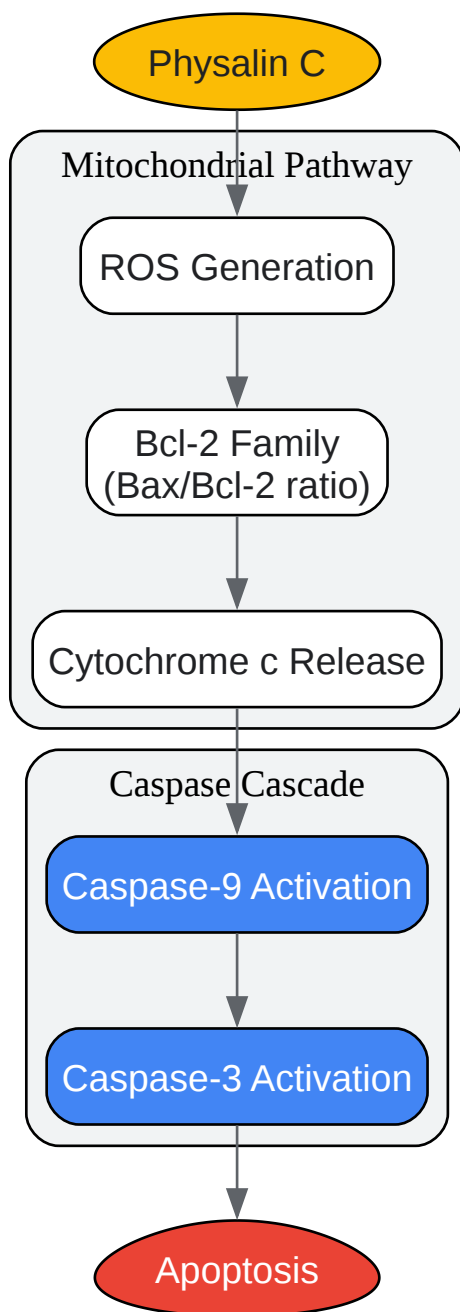 Physalin C
Mitochondrial Pathway
ROS Generation
Bcl-2 Family
(Bax/Bcl-2 ratio)
Cytochrome c Release
Caspase Cascade
Caspase-9 Activation
Caspase-3 Activation
Apoptosis